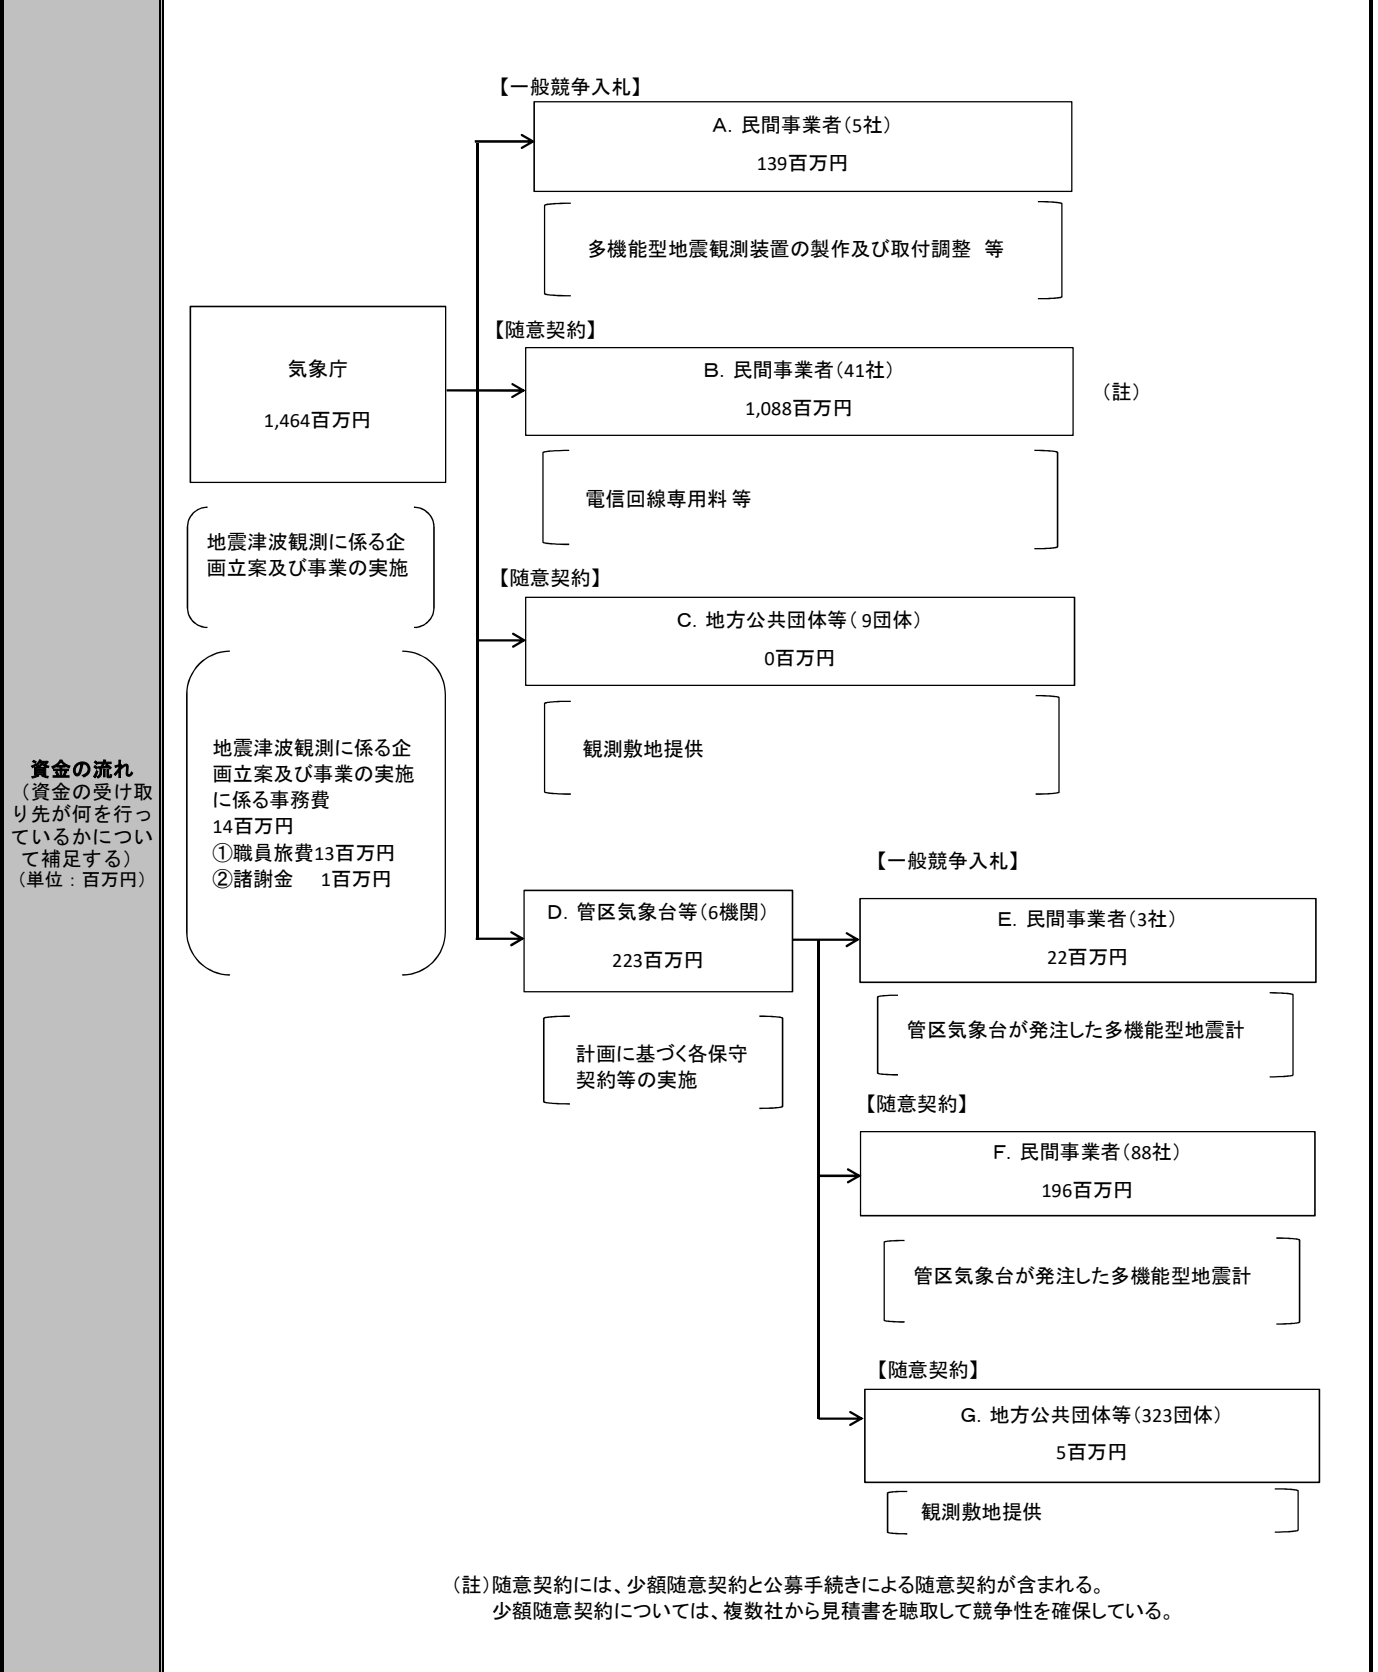 資金の流れ
（資金の受け取
り先が何を行っ
ているかについ
て補足する）
（単位：百万円）
【一般競争入札】
A．民間事業者（5社）
139百万円
多機能型地震観測装置の製作及び取付調整　等
気象庁
1,464百万円
地震津波観測に係る企
画立案及び事業の実施
地震津波観測に係る企
画立案及び事業の実施
に係る事務費
14百万円
①職員旅費13百万円
②諸謝金　1百万円
【随意契約】
B．民間事業者（41社）
1,088百万円
（註）
電信回線専用料 等
【随意契約】
C．地方公共団体等（ 9団体）
0百万円
観測敷地提供
D．管区気象台等（6機関）
223百万円
計画に基づく各保守
契約等の実施
【一般競争入札】
E．民間事業者（3社）
22百万円
管区気象台が発注した多機能型地震計
【随意契約】
F．民間事業者（88社）
196百万円
管区気象台が発注した多機能型地震計
【随意契約】
G．地方公共団体等（323団体）
5百万円
観測敷地提供
（註）随意契約には、少額随意契約と公募手続きによる随意契約が含まれる。
少額随意契約については、複数社から見積書を聴取して競争性を確保している。